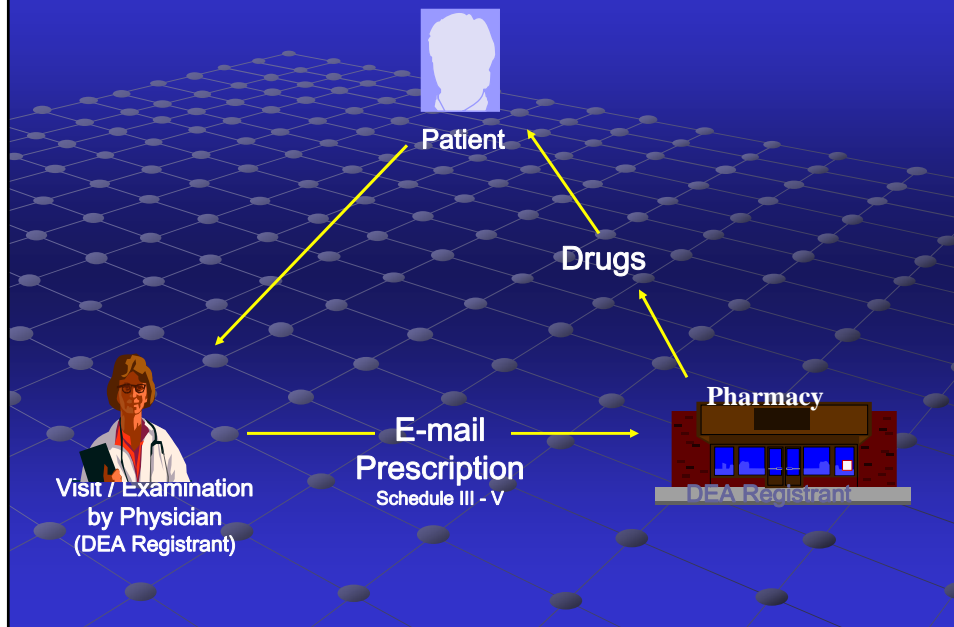 Patient
Drugs
Pharmacy
DEA Registrant
E-mail
Prescription
Schedule III - V
Visit / Examination
by Physician
(DEA Registrant)